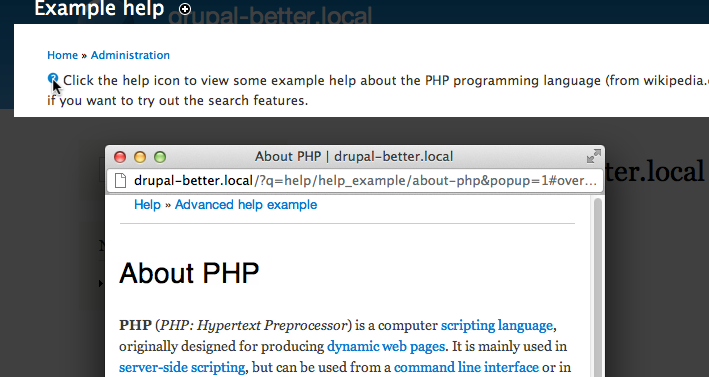 Example help
drupal-better.local
Home » Administration
Click the help icon to view some example help about the PHP programming language (from wikipedia.
if you want to try out the search features.
About PHP | drupal-better.local
drupal-better.local/?q=help/help_example/about-php&popup=1#over...
ter.local
Help » Advanced help example
About PHP
PHP (PHP: Hypertext Preprocessor) is a computer scripting language,
originally designed for producing dynamic web pages. It is mainly used in
server-side scripting, but can be used from a command line interface or in